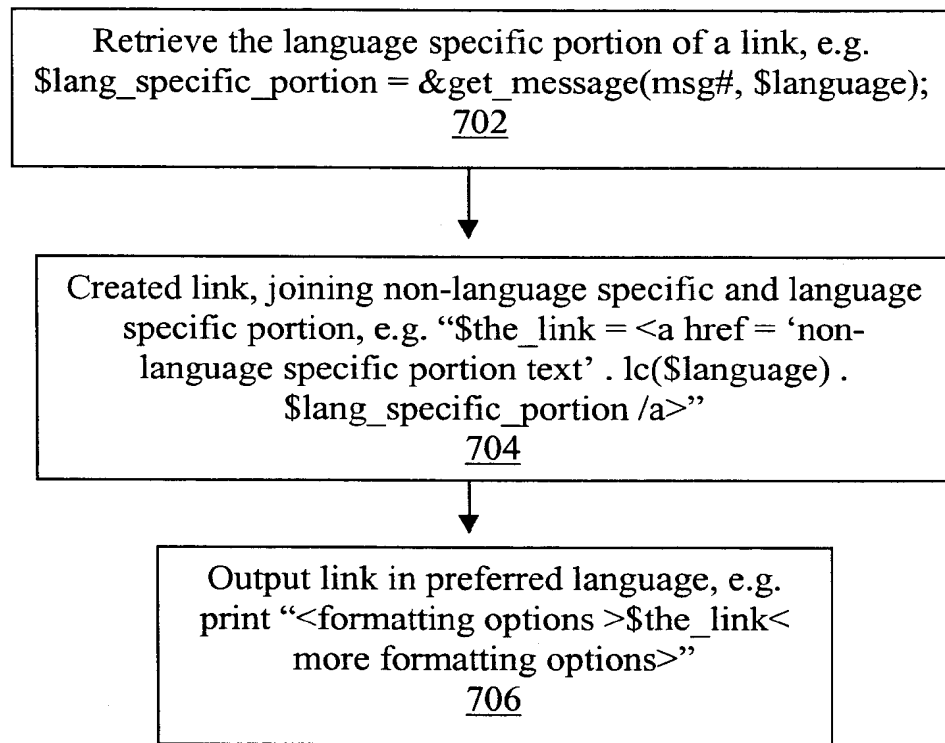 Retrieve the language specific portion of a link, e.g.
$lang_specific_portion = &get_message(msg#, $language);
702
Created link, joining non-language specific and language
specific portion, e.g. “$the_link = <a href = ‘non-
language specific portion text’ . lc($language) .
$lang_specific_portion /a>”
704
Output link in preferred language, e.g.
print “<formatting options >$the_link<
more formatting options>”
706